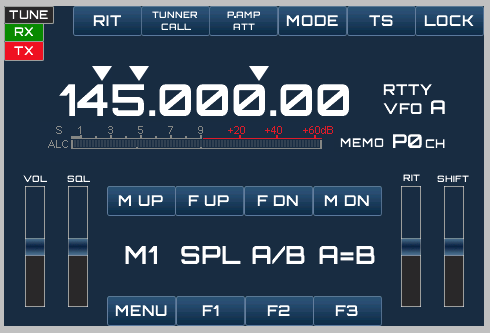 TUNE RIT TUNNER CALL P.AMP ATT MODE TS LOCK
RX
TX
145.000.00 RTTY
VFO A
S 1 3 5 7 9 +20 +40 +60dB
ALC MEMO P0 CH
VOL SQL RIT SHIFT
M UP F UP F DN M DN
M1 SPL A/B A=B
MENU F1 F2 F3